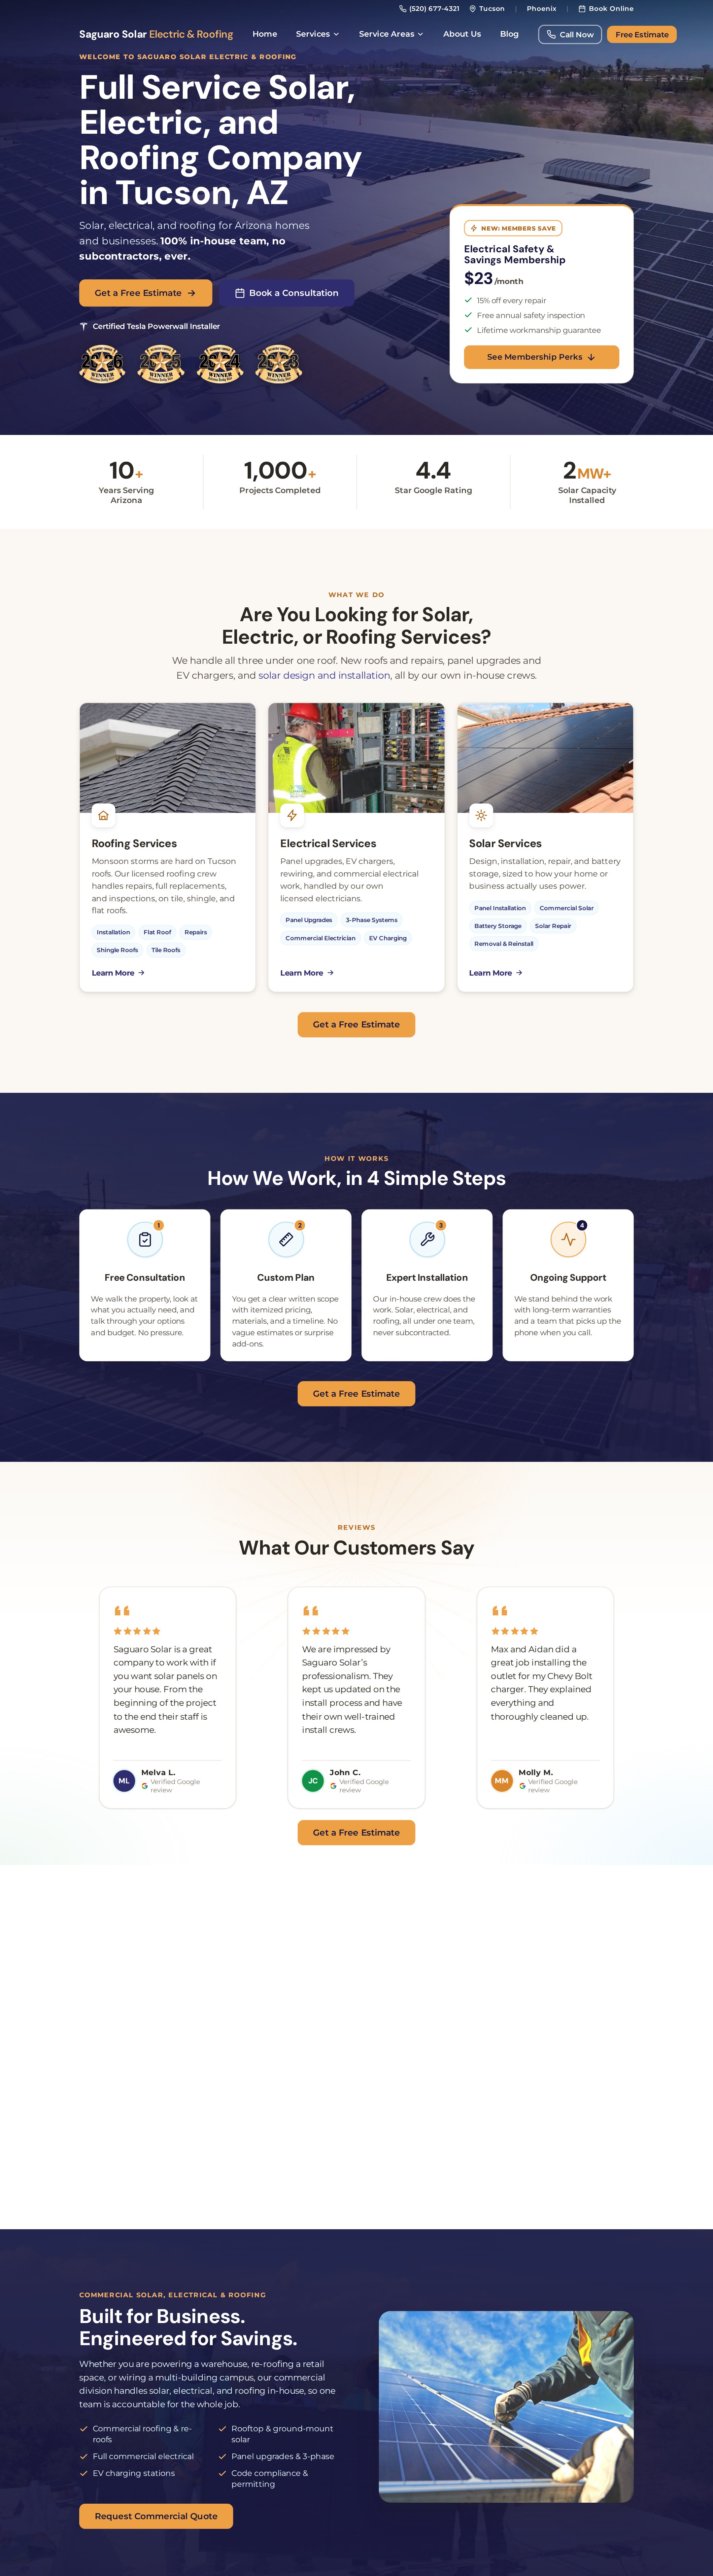 (520) 677-4321
Tucson
|
Phoenix
|
Book Online
Saguaro Solar Electric & Roofing
Home
Services
Service Areas
About Us
Blog
Call Now
Free Estimate
WELCOME TO SAGUARO SOLAR ELECTRIC & ROOFING
Full Service Solar,
Electric, and
Roofing Company
in Tucson, AZ
Solar, electrical, and roofing for Arizona homes
and businesses. 100% in-house team, no
subcontractors, ever.
Get a Free Estimate
Book a Consultation
Certified Tesla Powerwall Installer
2026
WINNER
2025
WINNER
2024
WINNER
2023
WINNER
NEW: MEMBERS SAVE
Electrical Safety &
Savings Membership
$23 /month
15% off every repair
Free annual safety inspection
Lifetime workmanship guarantee
See Membership Perks
10+
Years Serving
Arizona
1,000+
Projects Completed
4.4
Star Google Rating
2MW+
Solar Capacity
Installed
WHAT WE DO
Are You Looking for Solar,
Electric, or Roofing Services?
We handle all three under one roof. New roofs and repairs, panel upgrades and
EV chargers, and solar design and installation, all by our own in-house crews.
Roofing Services
Monsoon storms are hard on Tucson
roofs. Our licensed roofing crew
handles repairs, full replacements,
and inspections, on tile, shingle, and
flat roofs.
Installation
Flat Roof
Repairs
Shingle Roofs
Tile Roofs
Learn More
Electrical Services
Panel upgrades, EV chargers,
rewiring, and commercial electrical
work, handled by our own
licensed electricians.
Panel Upgrades
3-Phase Systems
Commercial Electrician
EV Charging
Learn More
Solar Services
Design, installation, repair, and battery
storage, sized to how your home or
business actually uses power.
Panel Installation
Commercial Solar
Battery Storage
Solar Repair
Removal & Reinstall
Learn More
Get a Free Estimate
HOW IT WORKS
How We Work, in 4 Simple Steps
1
Free Consultation
We walk the property, look at
what you actually need, and
talk through your options
and budget. No pressure.
2
Custom Plan
You get a clear written scope
with itemized pricing,
materials, and a timeline. No
vague estimates or surprise
add-ons.
3
Expert Installation
Our in-house crew does the
work. Solar, electrical, and
roofing, all under one team,
never subcontracted.
4
Ongoing Support
We stand behind the work
with long-term warranties
and a team that picks up the
phone when you call.
Get a Free Estimate
REVIEWS
What Our Customers Say
Saguaro Solar is a great
company to work with if
you want solar panels on
your house. From the
beginning of the project
to the end their staff is
awesome.
ML
Melva L.
Verified Google
review
We are impressed by
Saguaro Solar's
professionalism. They
kept us updated on the
install process and have
their own well-trained
install crews.
JC
John C.
Verified Google
review
Max and Aidan did a
great job installing the
outlet for my Chevy Bolt
charger. They explained
everything and
thoroughly cleaned up.
MM
Molly M.
Verified Google
review
Get a Free Estimate
COMMERCIAL SOLAR, ELECTRICAL & ROOFING
Built for Business.
Engineered for Savings.
Whether you are powering a warehouse, re-roofing a retail
space, or wiring a multi-building campus, our commercial
division handles solar, electrical, and roofing in-house, so one
team is accountable for the whole job.
Commercial roofing & re-
roofs
Rooftop & ground-mount
solar
Full commercial electrical
Panel upgrades & 3-phase
EV charging stations
Code compliance &
permitting
Request Commercial Quote